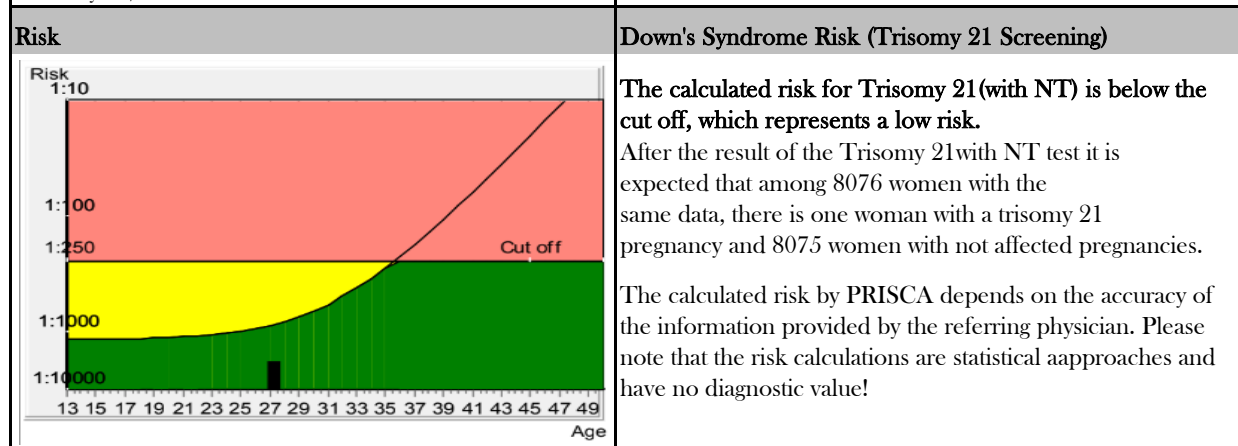 Risk
Down's Syndrome Risk (Trisomy 21 Screening)
Risk
1:10
1:100
1:250
Cut off
1:1000
1:10000
13 15 17 19 21 23 25 27 29 31 33 35 37 39 41 43 45 47 49
Age
The calculated risk for Trisomy 21(with NT) is below the
cut off, which represents a low risk.
After the result of the Trisomy 21with NT test it is
expected that among 8076 women with the
same data, there is one woman with a trisomy 21
pregnancy and 8075 women with not affected pregnancies.
The calculated risk by PRISCA depends on the accuracy of
the information provided by the referring physician. Please
note that the risk calculations are statistical aapproaches and
have no diagnostic value!